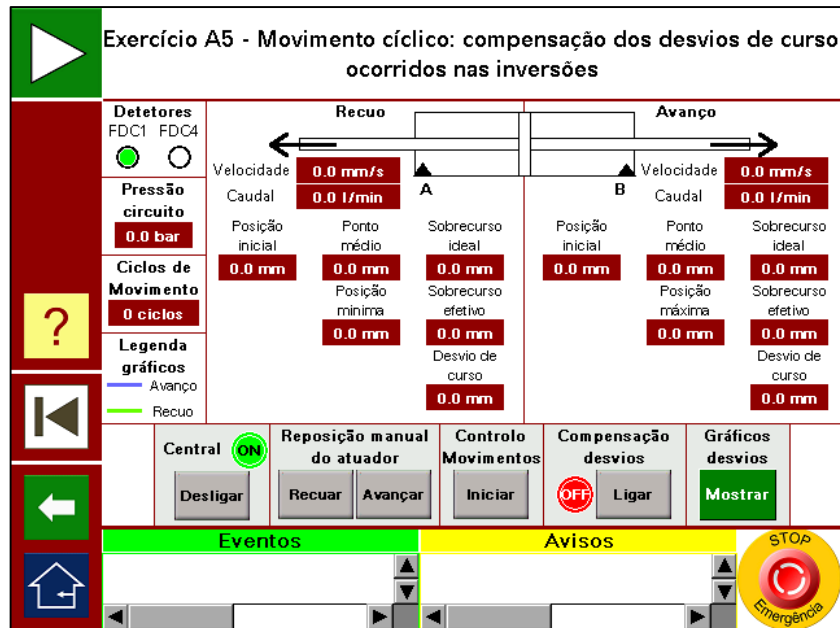 Exercício A5 - Movimento cíclico: compensação dos desvios de curso
ocorridos nas inversões
Detetores
FDC1 FDC4
Pressão
circuito
0.0 bar
Ciclos de
Movimento
0 ciclos
Legenda
gráficos
Avanço
Recuo
Recuo
Velocidade 0.0 mm/s
Caudal 0.0 l/min
A
Posição
inicial
0.0 mm
Ponto
médio
0.0 mm
Posição
minima
0.0 mm
Sobrecurso
ideal
0.0 mm
Sobrecurso
efetivo
0.0 mm
Desvio de
curso
0.0 mm
Avanço
B
Velocidade 0.0 mm/s
Caudal 0.0 l/min
Posição
inicial
0.0 mm
Ponto
médio
0.0 mm
Posição
máxima
0.0 mm
Sobrecurso
ideal
0.0 mm
Sobrecurso
efetivo
0.0 mm
Desvio de
curso
0.0 mm
?
Central ON
Desligar
Reposição manual
do atuador
Recuar Avançar
Controlo
Movimentos
Iniciar
Compensação
desvios
OFF Ligar
Gráficos
desvios
Mostrar
Eventos
Avisos
STOP
Emergência